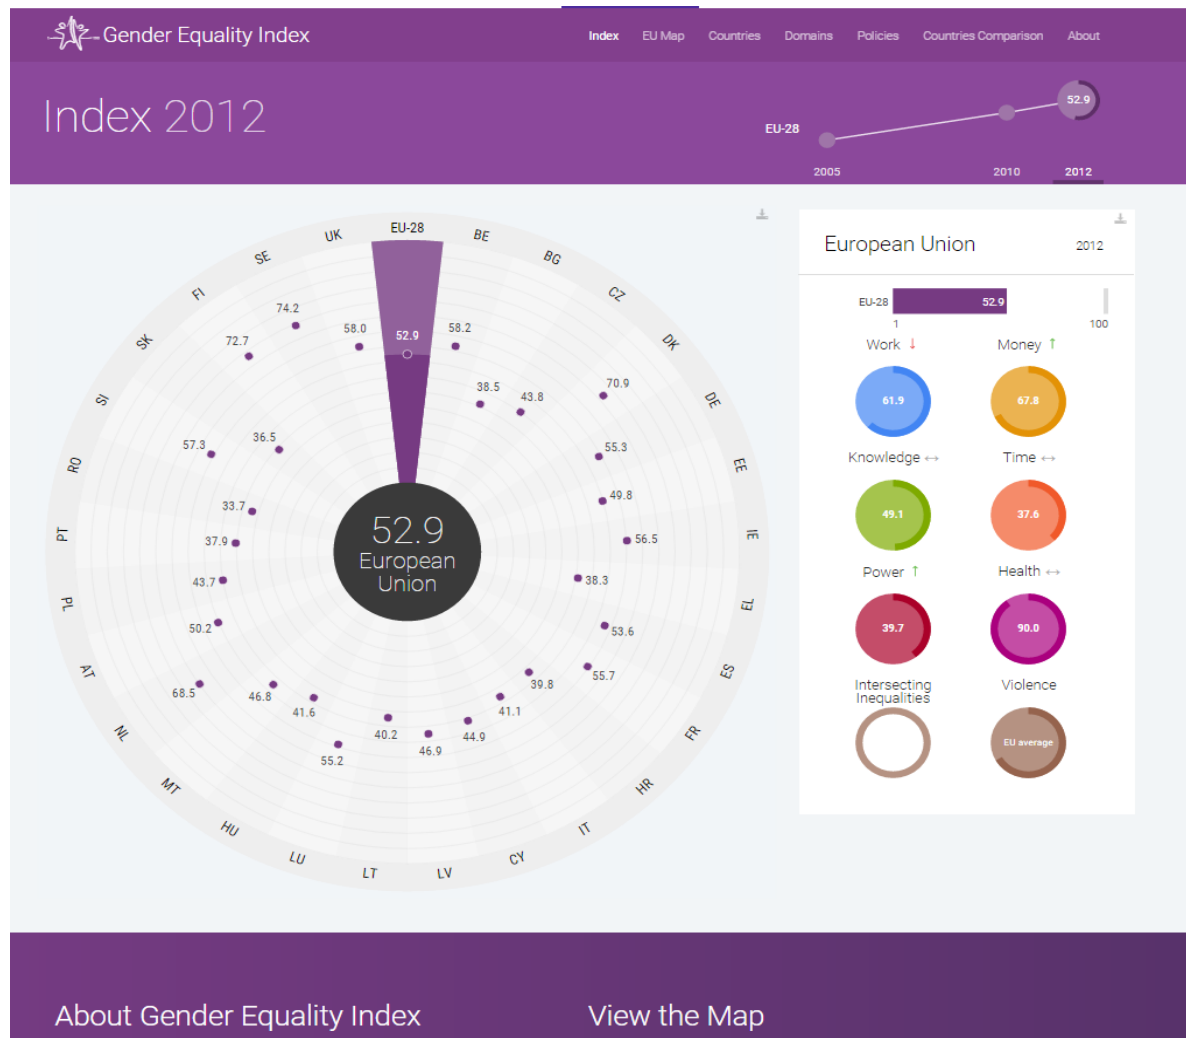 Gender Equality Index
Index EU Map Countries Domains Policies Countries Comparison About
Index 2012
EU-28
52.9
2005 2010 2012
EU-28
BE
BG
CZ
DK
DE
EE
IE
EL
ES
FR
HR
IT
CY
LV
LT
LU
HU
MT
NL
AT
PL
PT
RO
SI
SK
FI
SE
UK
52.9
58.2
38.5
43.8
70.9
55.3
49.8
56.5
38.3
53.6
55.7
39.8
41.1
44.9
46.9
40.2
55.2
41.6
46.8
68.5
50.2
43.7
37.9
33.7
57.3
36.5
72.7
74.2
58.0
52.9
European
Union
European Union 2012
EU-28 52.9
1 100
Work ↓ Money ↑
61.9 67.8
Knowledge ↔ Time ↔
49.1 37.6
Power ↑ Health ↔
39.7 90.0
Intersecting
Inequalities
Violence
EU average
About Gender Equality Index View the Map